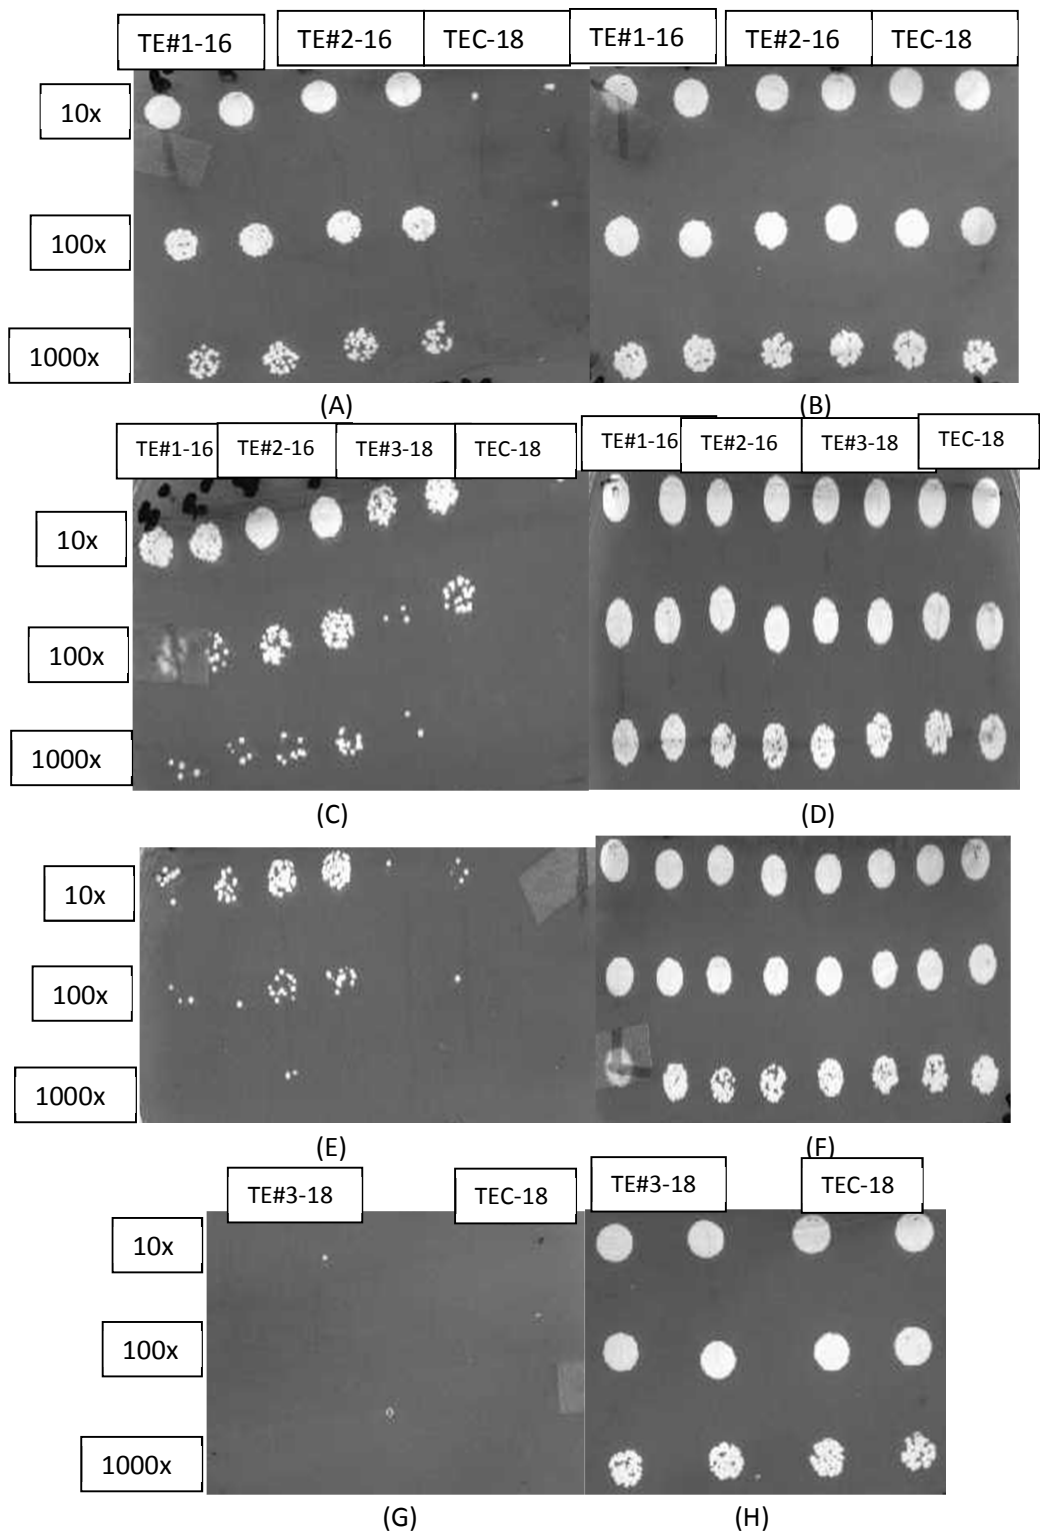 TE#1-16 TE#2-16 TEC-18 TE#1-16 TE#2-16 TEC-18
10x
100x
1000x
(A) (B)
TE#1-16 TE#2-16 TE#3-18 TEC-18 TE#1-16 TE#2-16 TE#3-18 TEC-18
10x
100x
1000x
(C) (D)
10x
100x
1000x
(E) (F)
TE#3-18 TEC-18 TE#3-18 TEC-18
10x
100x
1000x
(G) (H)